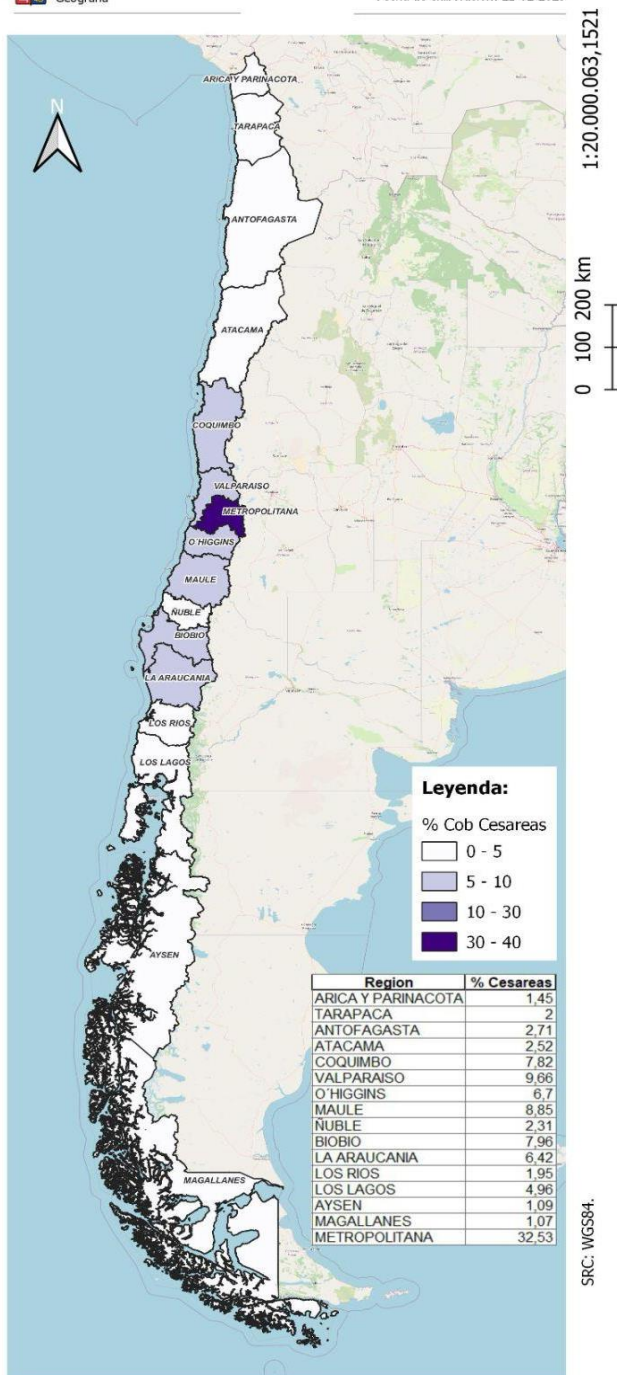 Geografía
1:20.000.063,1521
N
ARICA Y PARINACOTA
TARAPACA
ANTOFAGASTA
ATACAMA
0 100 200 km
COQUIMBO
VALPARAISO
METROPOLITANA
O´HIGGINS
MAULE
ÑUBLE
BIOBIO
LA ARAUCANIA
LOS RIOS
LOS LAGOS
AYSEN
MAGALLANES
Leyenda:
% Cob Cesareas
0 - 5
5 - 10
10 - 30
30 - 40
Region % Cesareas
ARICA Y PARINACOTA 1,45
TARAPACA 2
ANTOFAGASTA 2,71
ATACAMA 2,52
COQUIMBO 7,82
VALPARAISO 9,66
O´HIGGINS 6,7
MAULE 8,85
ÑUBLE 2,31
BIOBIO 7,96
LA ARAUCANIA 6,42
LOS RIOS 1,95
LOS LAGOS 4,96
AYSEN 1,09
MAGALLANES 1,07
METROPOLITANA 32,53
SRC: WGS84.